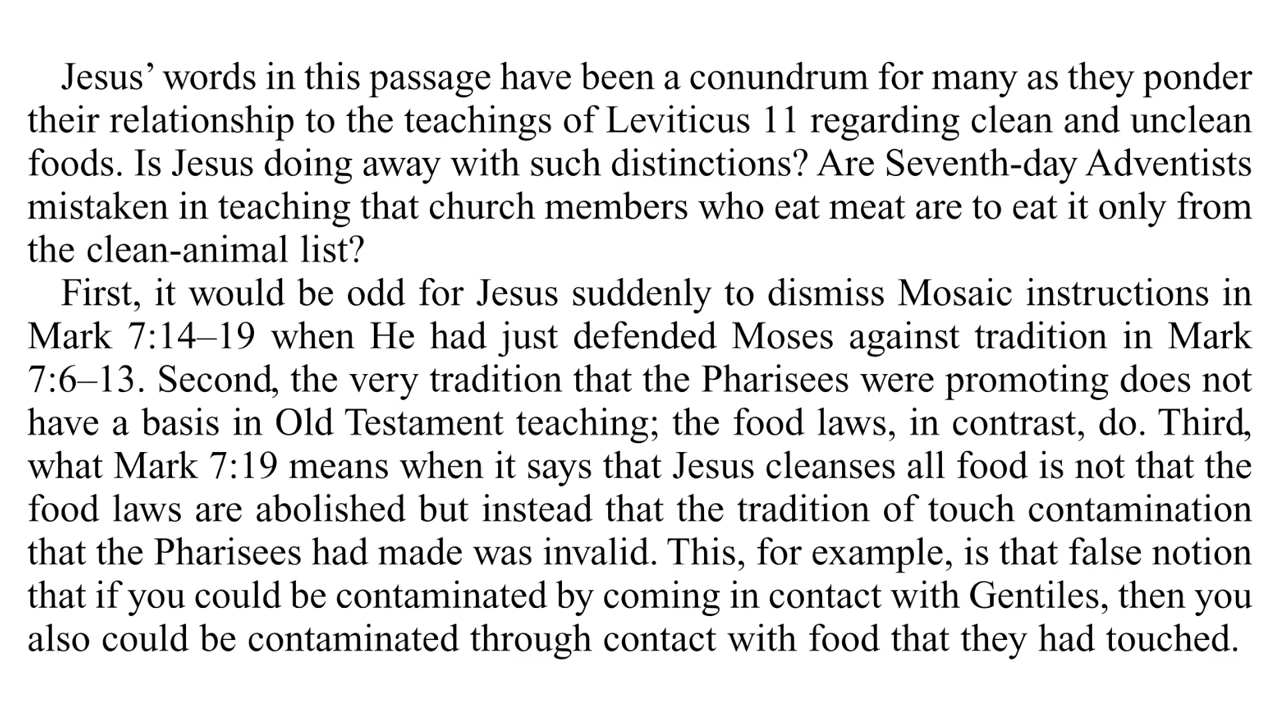 Jesus’ words in this passage have been a conundrum for many as they ponder
their relationship to the teachings of Leviticus 11 regarding clean and unclean
foods. Is Jesus doing away with such distinctions? Are Seventh-day Adventists
mistaken in teaching that church members who eat meat are to eat it only from
the clean-animal list?
First, it would be odd for Jesus suddenly to dismiss Mosaic instructions in
Mark 7:14–19 when He had just defended Moses against tradition in Mark
7:6–13. Second, the very tradition that the Pharisees were promoting does not
have a basis in Old Testament teaching; the food laws, in contrast, do. Third,
what Mark 7:19 means when it says that Jesus cleanses all food is not that the
food laws are abolished but instead that the tradition of touch contamination
that the Pharisees had made was invalid. This, for example, is that false notion
that if you could be contaminated by coming in contact with Gentiles, then you
also could be contaminated through contact with food that they had touched.